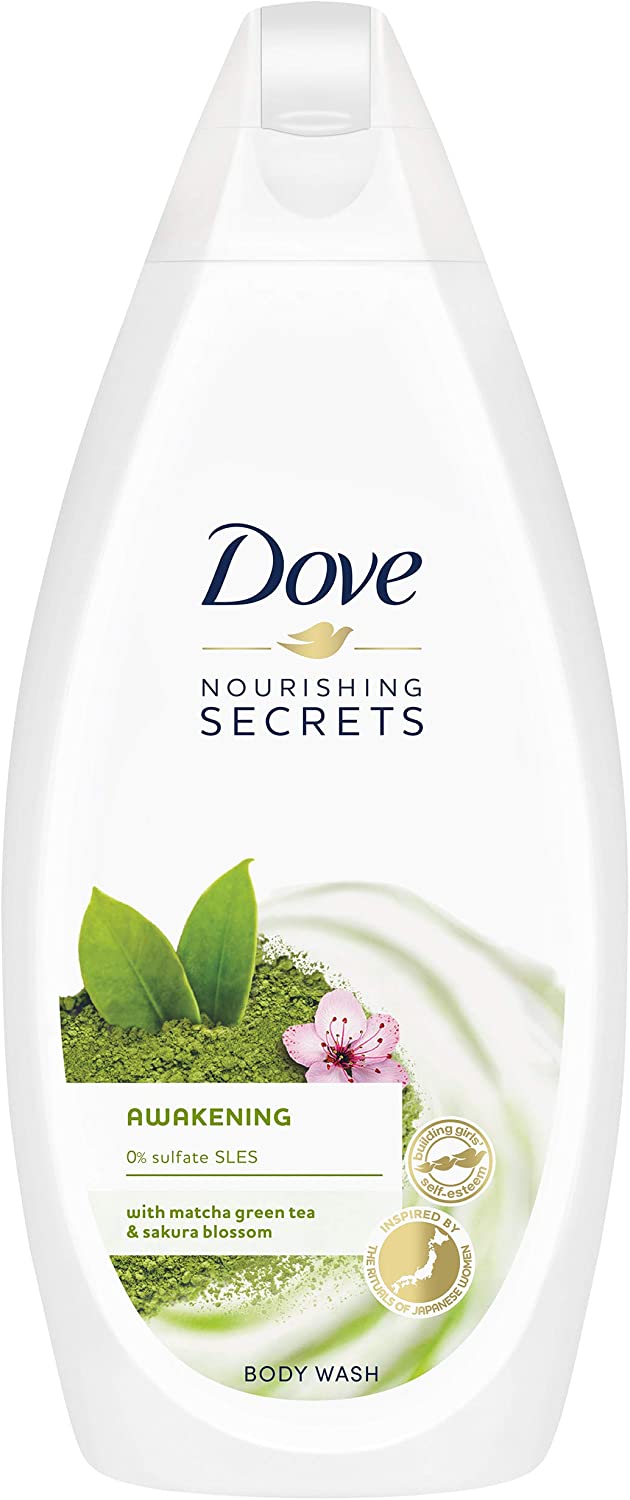 Dove
NOURISHING
SECRETS
AWAKENING
0% sulfate SLES
with matcha green tea
& sakura blossom
building girls'
self-esteem
INSPIRED BY
THE RITUALS OF JAPANESE WOMEN
BODY WASH